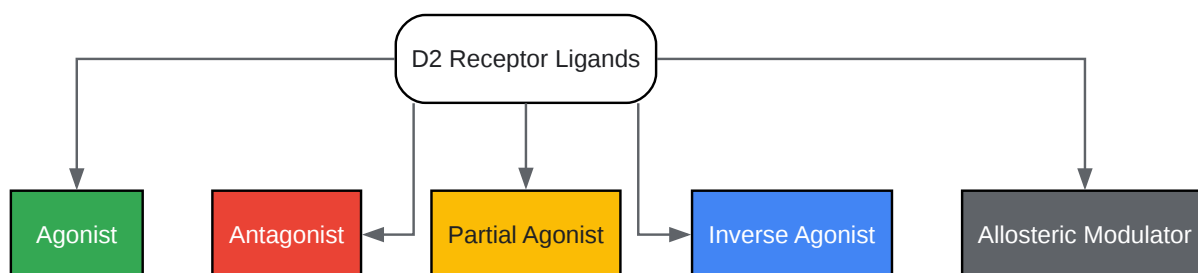 D2 Receptor Ligands
Agonist
Antagonist
Partial Agonist
Inverse Agonist
Allosteric Modulator